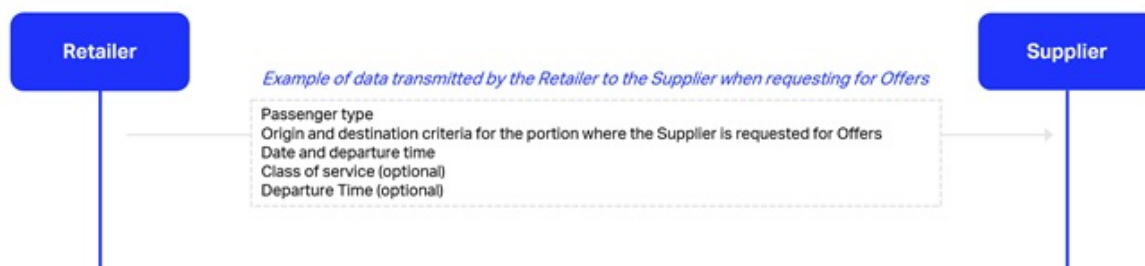 Retailer
Supplier
Example of data transmitted by the Retailer to the Supplier when requesting for Offers
Passenger type
Origin and destination criteria for the portion where the Supplier is requested for Offers
Date and departure time
Class of service (optional)
Departure Time (optional)